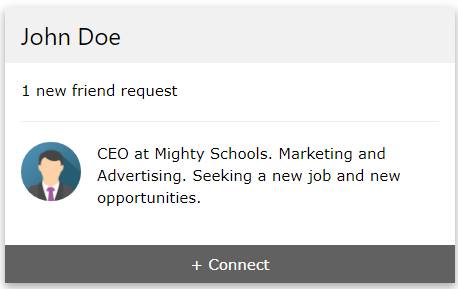 John Doe
1 new friend request
CEO at Mighty Schools. Marketing and
Advertising. Seeking a new job and new
opportunities.
+ Connect